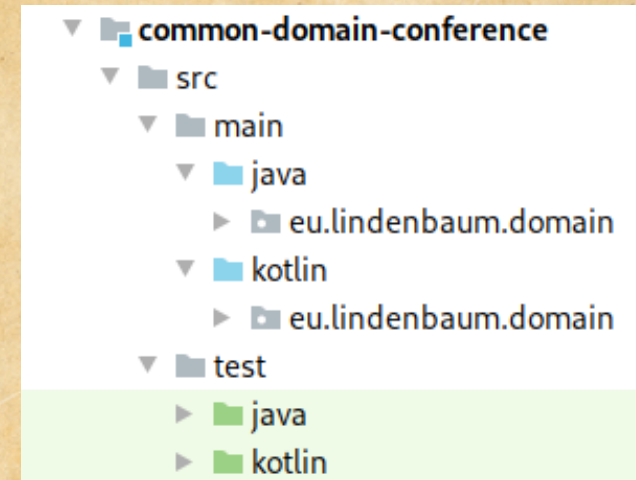 common-domain-conference
src
main
java
eu.lindenbaum.domain
kotlin
eu.lindenbaum.domain
test
java
kotlin